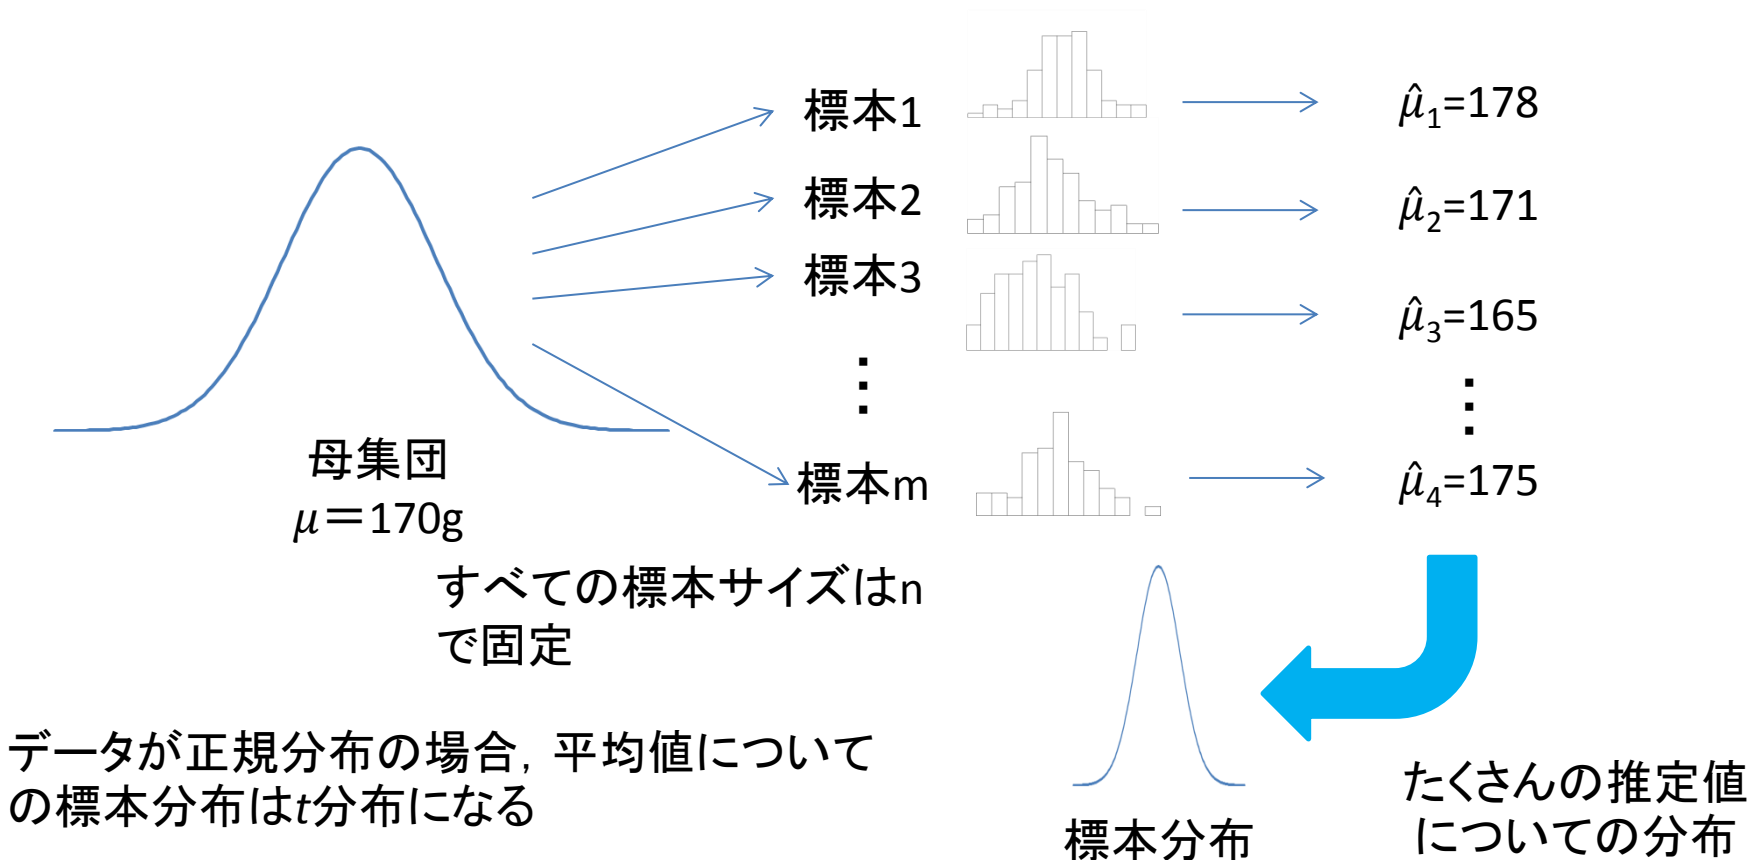 標本1
μ̂₁=178
標本2
μ̂₂=171
標本3
μ̂₃=165
⋮
⋮
母集団
μ＝170g
標本m
μ̂₄=175
すべての標本サイズはn
で固定
データが正規分布の場合，平均値について
の標本分布はt分布になる
標本分布
たくさんの推定値
についての分布